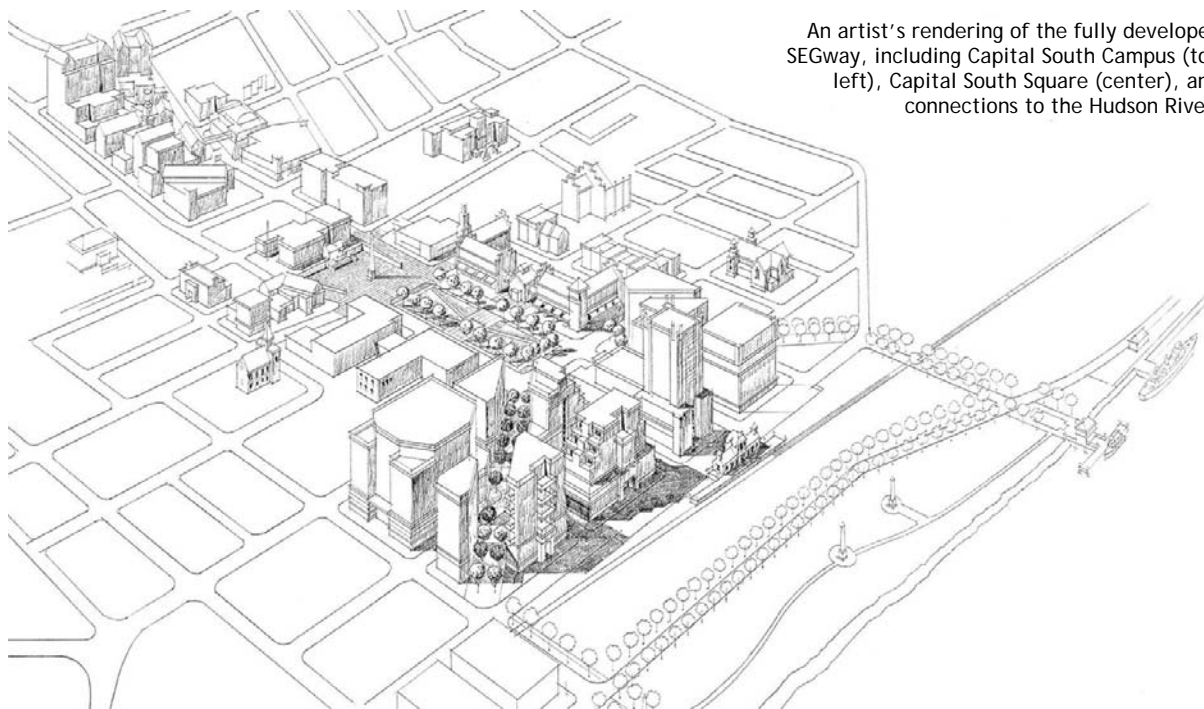 An artist's rendering of the fully develope
SEGway, including Capital South Campus (to
left), Capital South Square (center), an
connections to the Hudson Rive